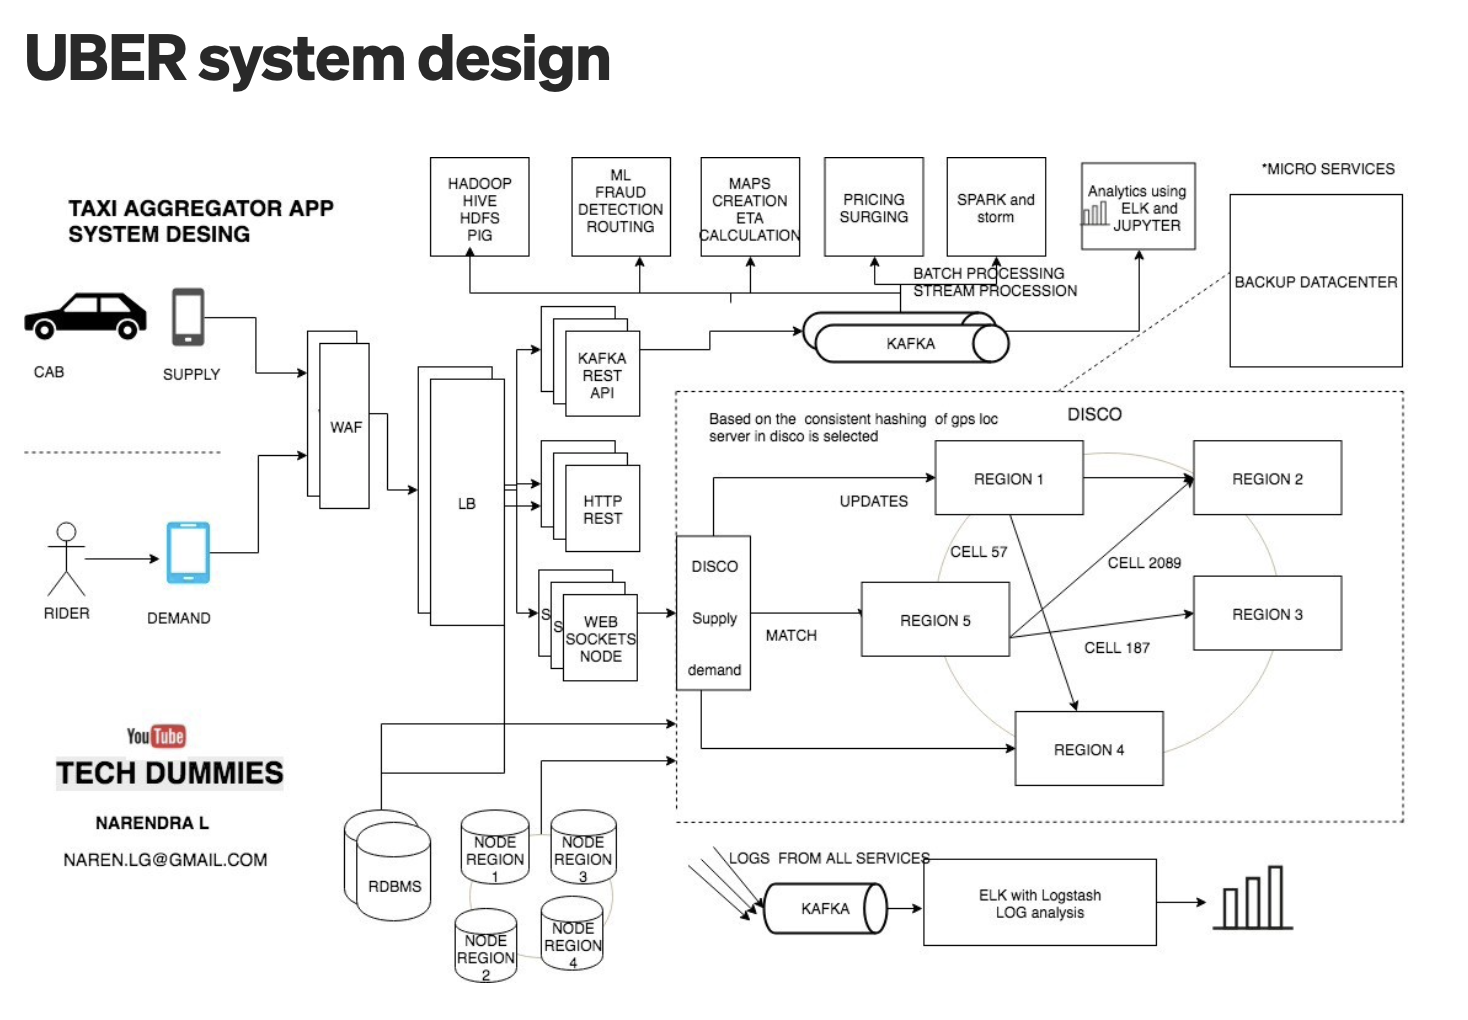 UBER system design
TAXI AGGREGATOR APP
SYSTEM DESING
HADOOP
HIVE
HDFS
PIG
ML
FRAUD
DETECTION
ROUTING
MAPS
CREATION
ETA
CALCULATION
PRICING
SURGING
SPARK and
storm
Analytics using
ELK and
JUPYTER
*MICRO SERVICES
BACKUP DATACENTER
BATCH PROCESSING
STREAM PROCESSION
CAB
SUPPLY
WAF
LB
KAFKA
REST
API
KAFKA
HTTP
REST
S
S
WEB
SOCKETS
NODE
RIDER
DEMAND
Based on the consistent hashing of gps loc
server in disco is selected
DISCO
DISCO
Supply
demand
UPDATES
MATCH
REGION 1
REGION 2
CELL 57
CELL 2089
REGION 5
REGION 3
CELL 187
REGION 4
YouTube
TECH DUMMIES
NARENDRA L
NAREN.LG@GMAIL.COM
RDBMS
NODE
REGION
1
NODE
REGION
3
NODE
REGION
2
NODE
REGION
4
LOGS FROM ALL SERVICES
KAFKA
ELK with Logstash
LOG analysis